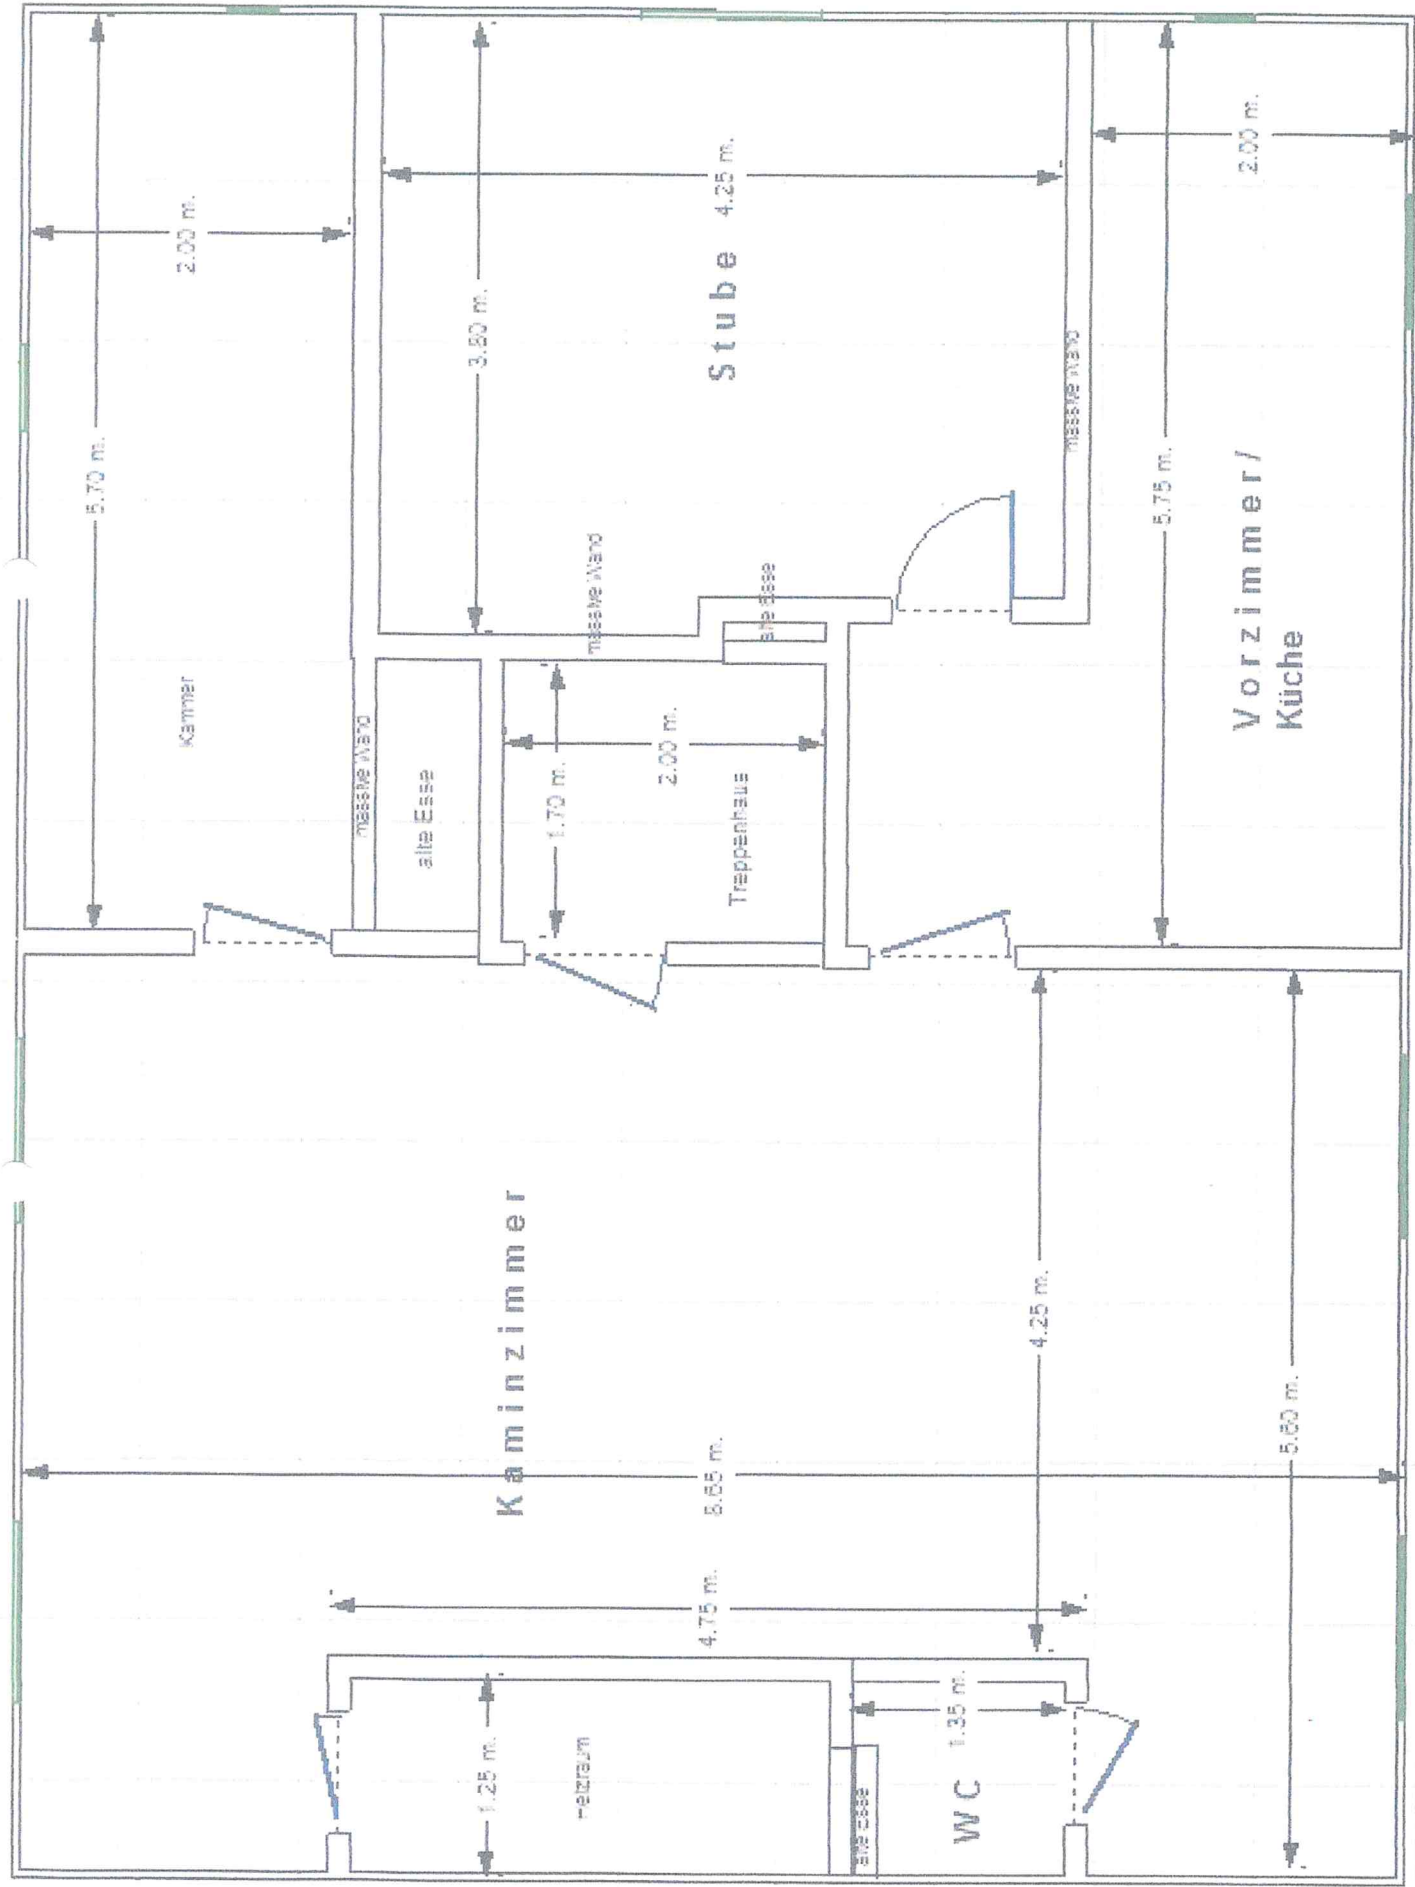 5.70 m.
2.00 m.
Kammer
massive Wand
alte Esse
3.80 m.
massive Wand
Stube 4.25 m.
alte Esse
1.70 m.
2.00 m.
Treppenhaus
massive Wand
2.00 m.
5.75 m.
Vorzimmer/
Küche
Kaminzimmer
8.65 m.
4.75 m.
4.25 m.
5.60 m.
1.25 m.
Heizraum
alte Esse
WC 1.35 m.